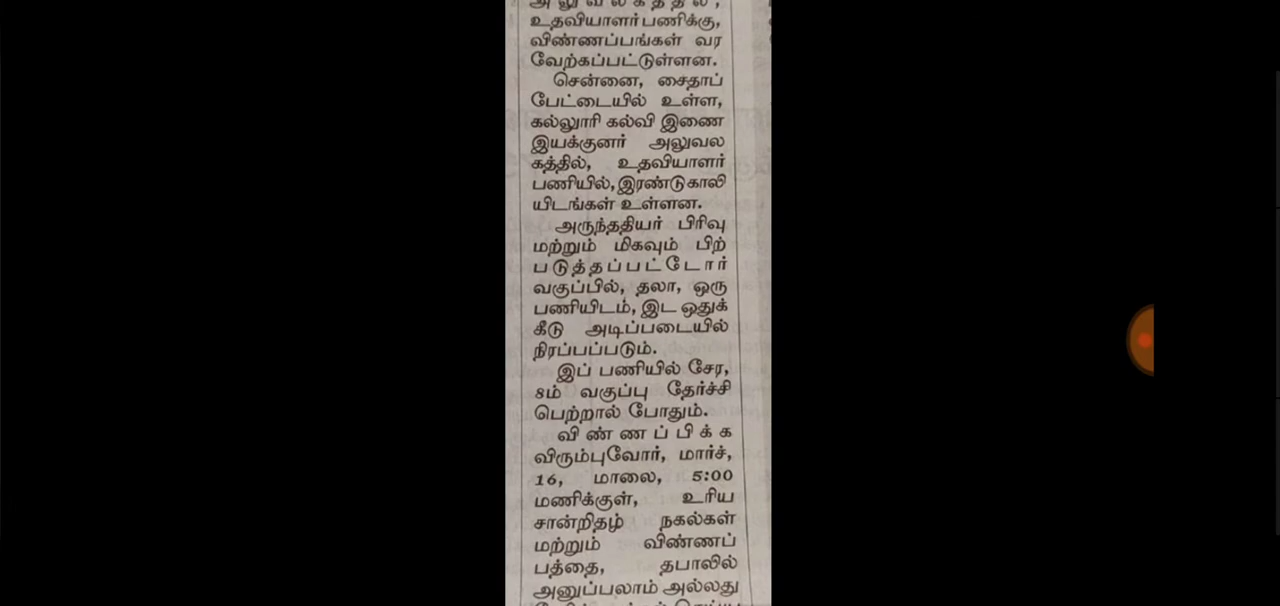 அலுவலகத்தில்,
உதவியாளர் பணிக்கு,
விண்ணப்பங்கள் வர
வேற்கப்பட்டுள்ளன.
சென்னை, சைதாப்
பேட்டையில் உள்ள,
கல்லூரி கல்வி இணை
இயக்குனர் அலுவல
கத்தில், உதவியாளர்
பணியில், இரண்டு காலி
யிடங்கள் உள்ளன.
அருந்ததியர் பிரிவு
மற்றும் மிகவும் பிற்
படுத்தப்பட்டோர்
வகுப்பில், தலா, ஒரு
பணியிடம், இட ஒதுக்
கீடு அடிப்படையில்
நிரப்பப்படும்.
இப் பணியில் சேர,
8ம் வகுப்பு தேர்ச்சி
பெற்றால் போதும்.
விண்ணப்பிக்க
விரும்புவோர், மார்ச்,
16, மாலை, 5:00
மணிக்குள், உரிய
சான்றிதழ் நகல்கள்
மற்றும் விண்ணப்
பத்தை, தபாலில்
அனுப்பலாம் அல்லது